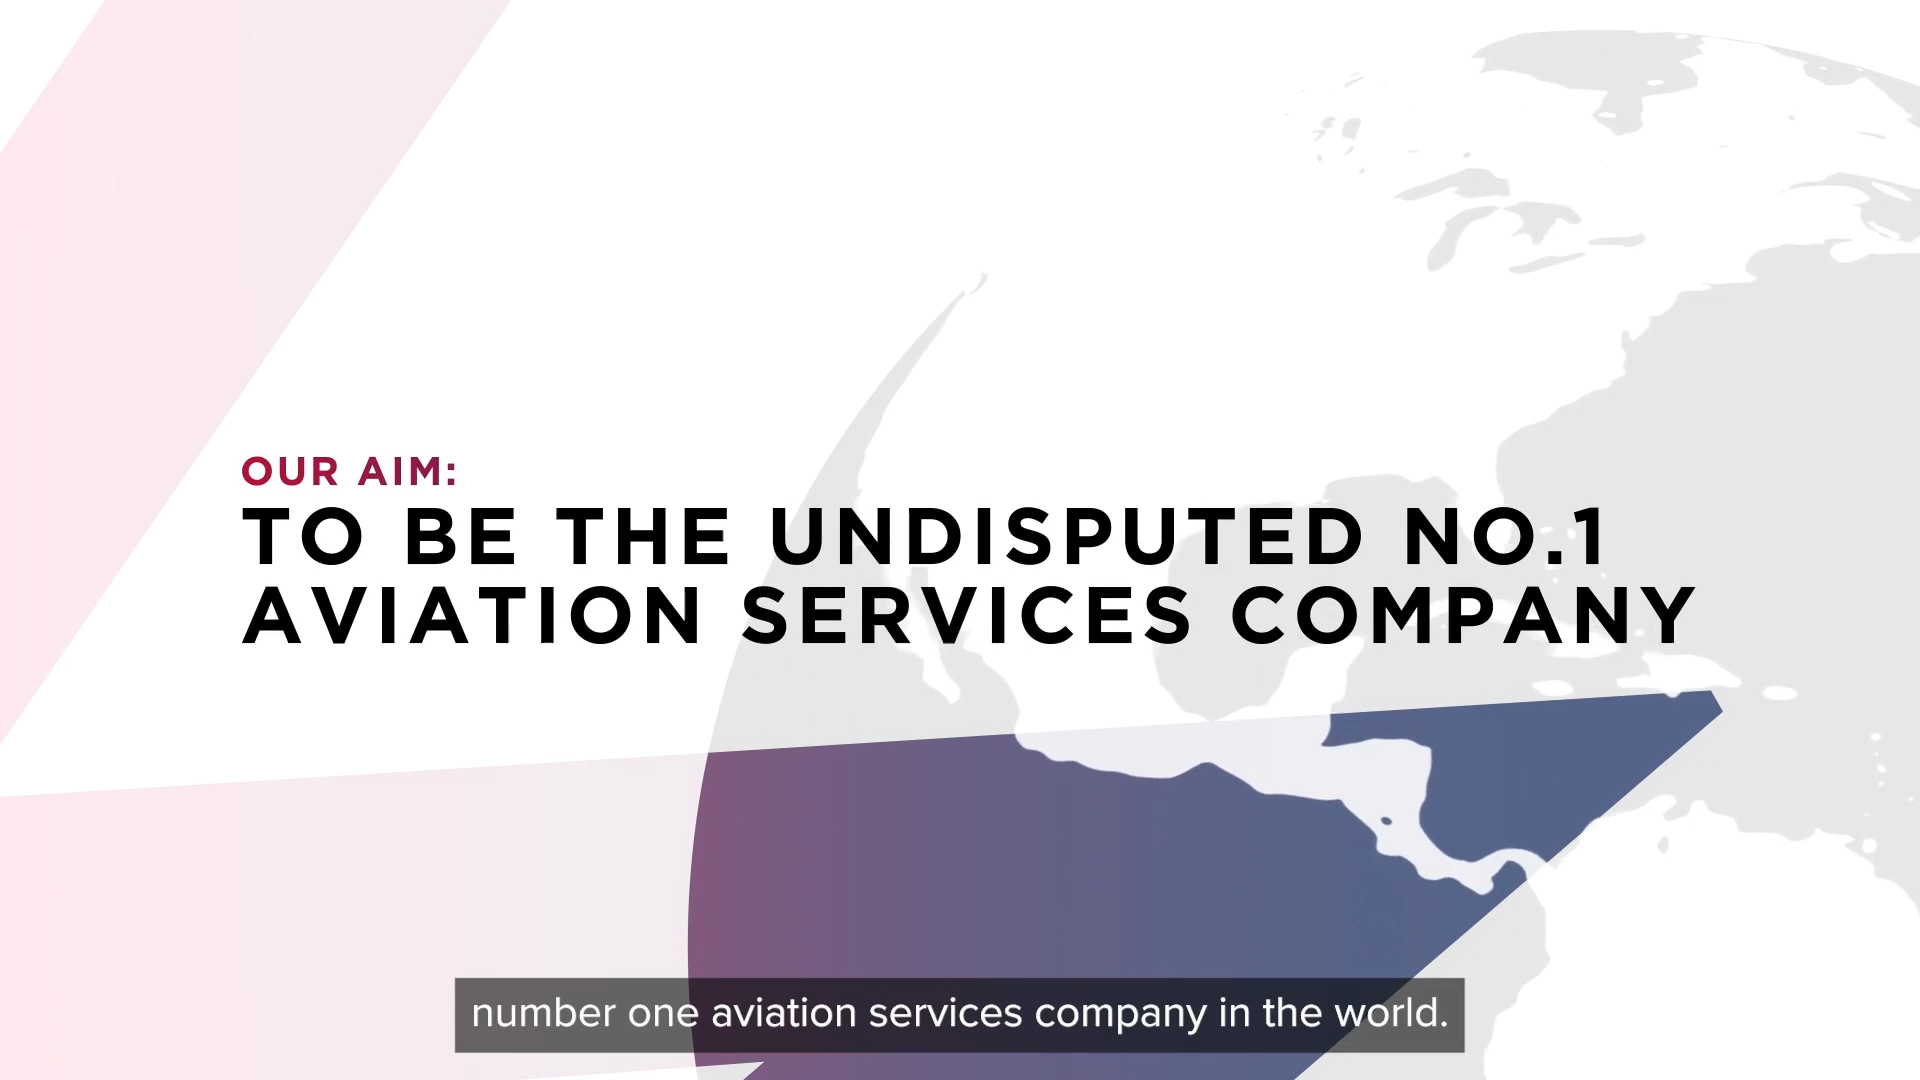 OUR AIM:
TO BE THE UNDISPUTED NO.1
AVIATION SERVICES COMPANY
number one aviation services company in the world.